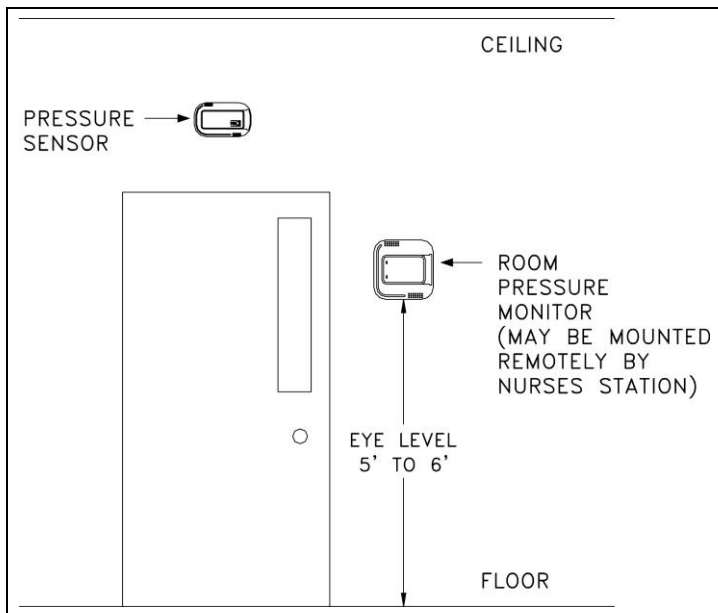 CEILING
PRESSURE
SENSOR
ROOM
PRESSURE
MONITOR
(MAY BE MOUNTED
REMOTELY BY
NURSES STATION)
EYE LEVEL
5' TO 6'
FLOOR